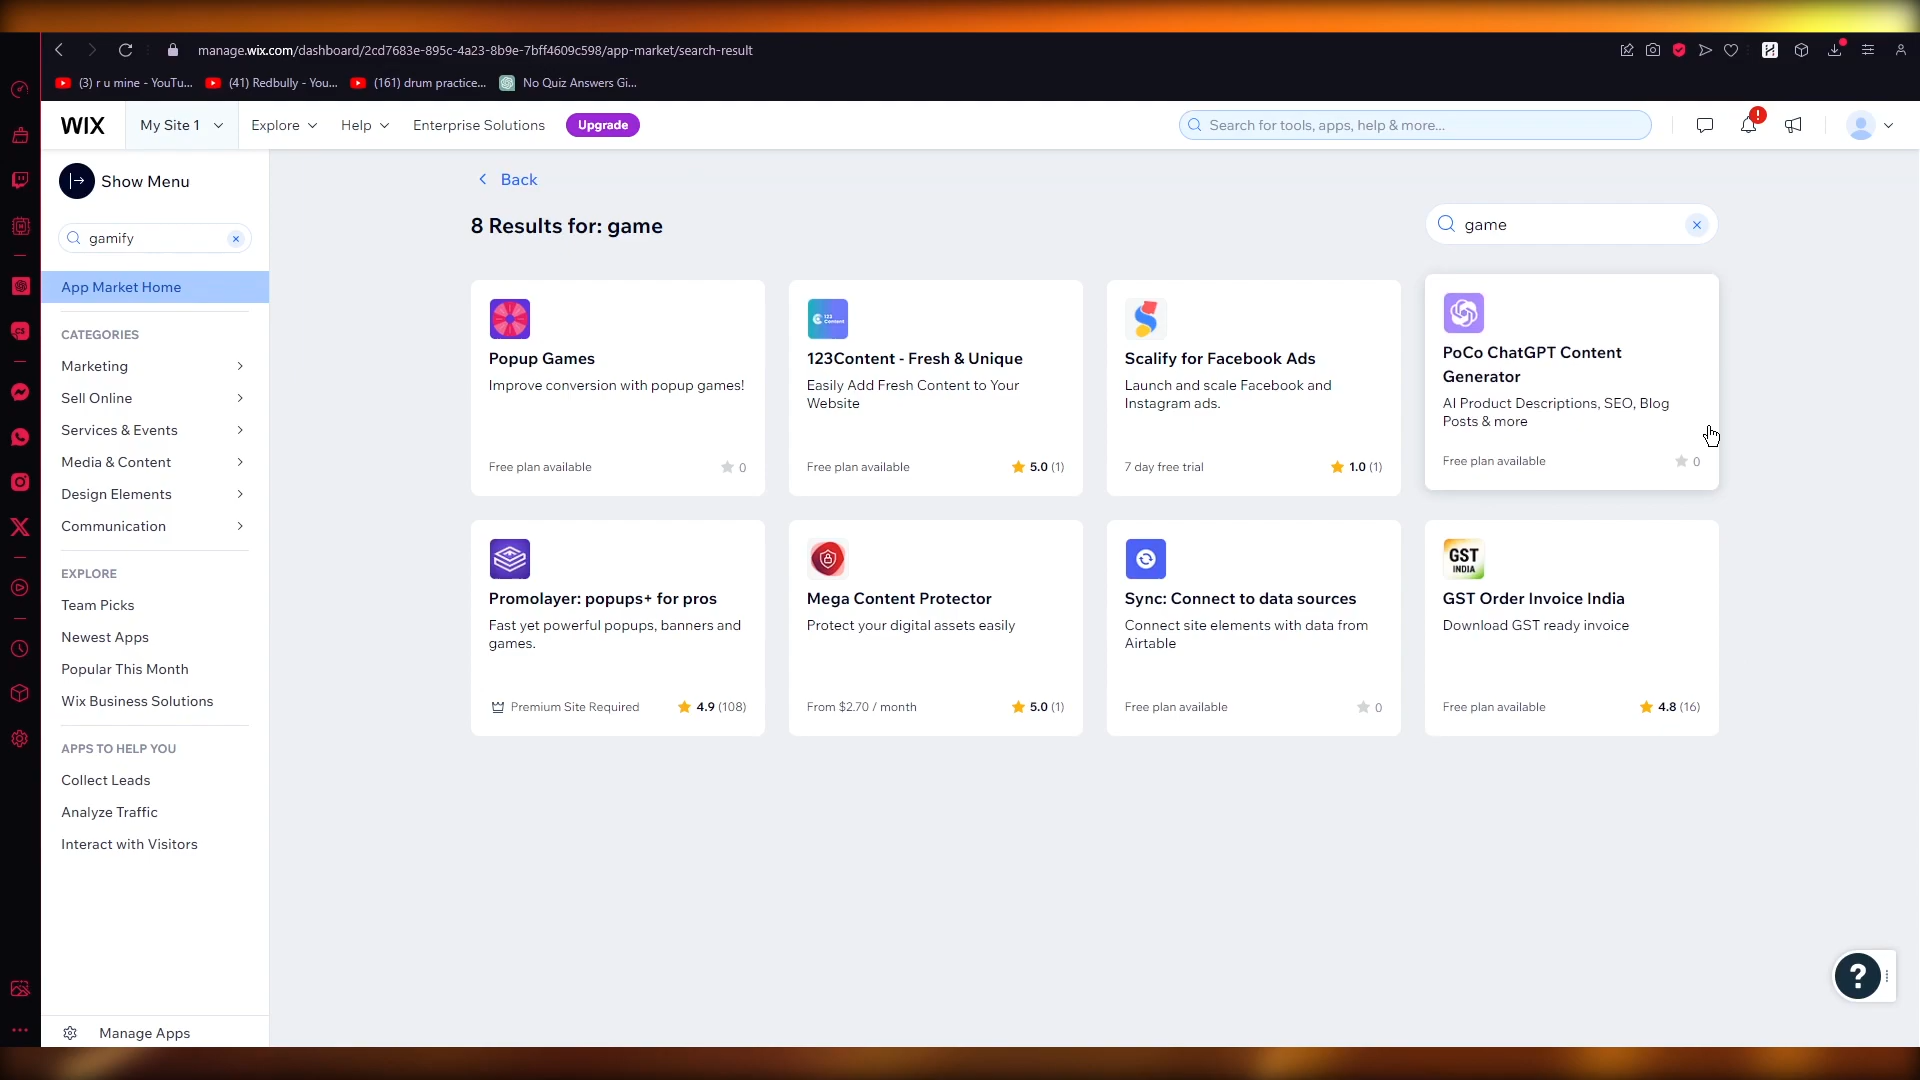 manage.wix.com/dashboard/2cd7683e-895c-4a23-8b9e-7bff4609c598/app-market/search-result
(3) r u mine - YouTu...
(41) Redbully - You...
(161) drum practice...
No Quiz Answers Gi...
WIX
My Site 1
Explore
Help
Enterprise Solutions
Upgrade
Search for tools, apps, help & more...
!
Show Menu
gamify
App Market Home
CATEGORIES
Marketing
Sell Online
Services & Events
Media & Content
Design Elements
Communication
EXPLORE
Team Picks
Newest Apps
Popular This Month
Wix Business Solutions
APPS TO HELP YOU
Collect Leads
Analyze Traffic
Interact with Visitors
Manage Apps
Back
8 Results for: game
game
Popup Games
Improve conversion with popup games!
Free plan available
0
123 Content
123Content - Fresh & Unique
Easily Add Fresh Content to Your
Website
Free plan available
5.0 (1)
Scalify for Facebook Ads
Launch and scale Facebook and
Instagram ads.
7 day free trial
1.0 (1)
PoCo ChatGPT Content
Generator
AI Product Descriptions, SEO, Blog
Posts & more
Free plan available
0
Promolayer: popups+ for pros
Fast yet powerful popups, banners and
games.
Premium Site Required
4.9 (108)
Mega Content Protector
Protect your digital assets easily
From $2.70 / month
5.0 (1)
Sync: Connect to data sources
Connect site elements with data from
Airtable
Free plan available
0
GST
INDIA
GST Order Invoice India
Download GST ready invoice
Free plan available
4.8 (16)
?